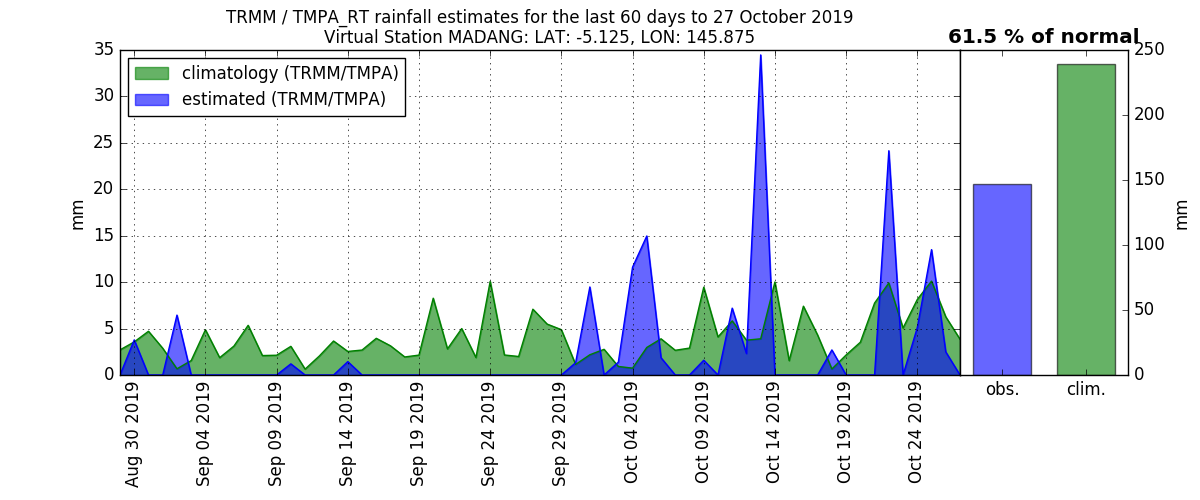 TRMM / TMPA_RT rainfall estimates for the last 60 days to 27 October 2019
Virtual Station MADANG: LAT: -5.125, LON: 145.875
61.5 % of normal
climatology (TRMM/TMPA)
estimated (TRMM/TMPA)
35
30
25
20
15
10
5
0
mm
Aug 30 2019
Sep 04 2019
Sep 09 2019
Sep 14 2019
Sep 19 2019
Sep 24 2019
Sep 29 2019
Oct 04 2019
Oct 09 2019
Oct 14 2019
Oct 19 2019
Oct 24 2019
250
200
150
100
50
0
mm
obs.
clim.